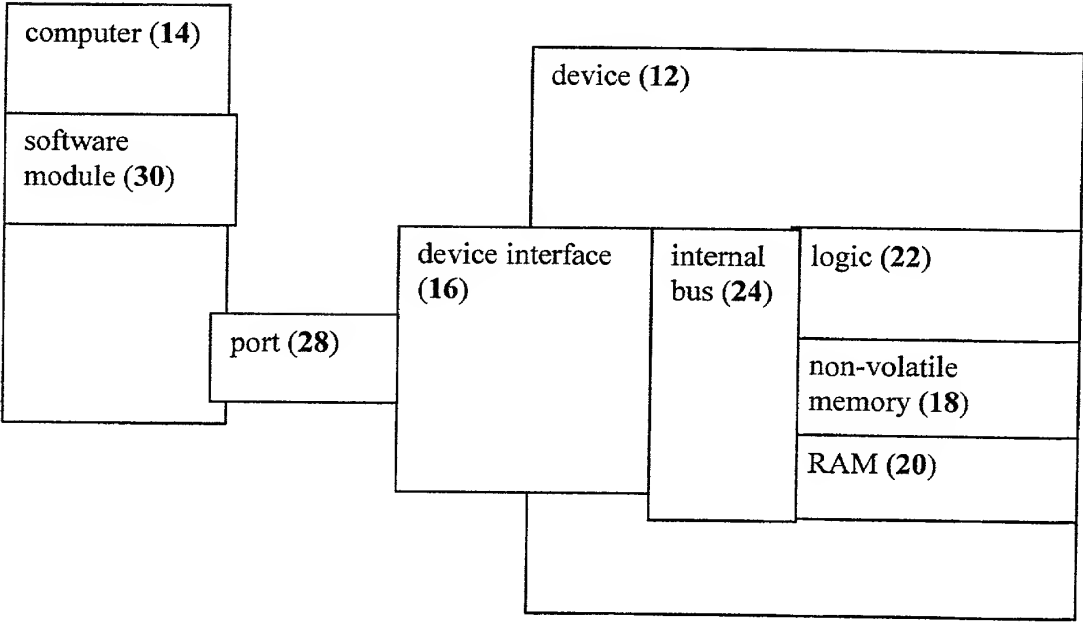 computer (14)
software
module (30)
port (28)
device (12)
device interface
(16)
internal
bus (24)
logic (22)
non-volatile
memory (18)
RAM (20)